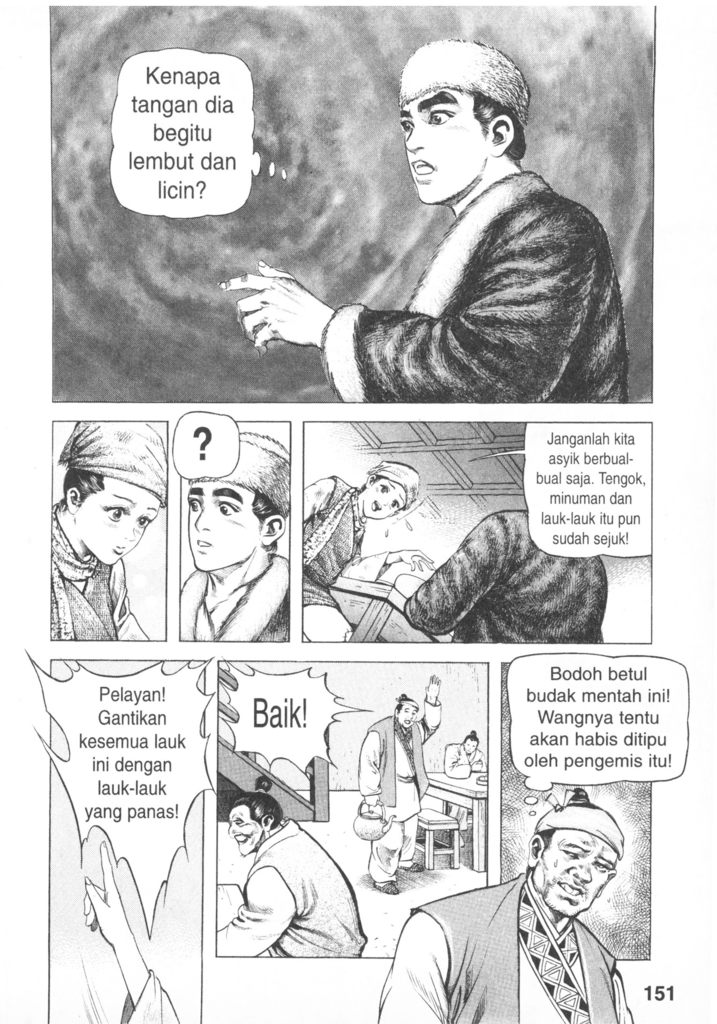 Kenapa
tangan dia
begitu
lembut dan
licin?
?
Janganlah kita
asyik berbual-
bual saja. Tengok,
minuman dan
lauk-lauk itu pun
sudah sejuk!
Pelayan!
Gantikan
kesemua lauk
ini dengan
lauk-lauk
yang panas!
Baik!
Bodoh betul
budak mentah ini!
Wangnya tentu
akan habis ditipu
oleh pengemis itu!
151